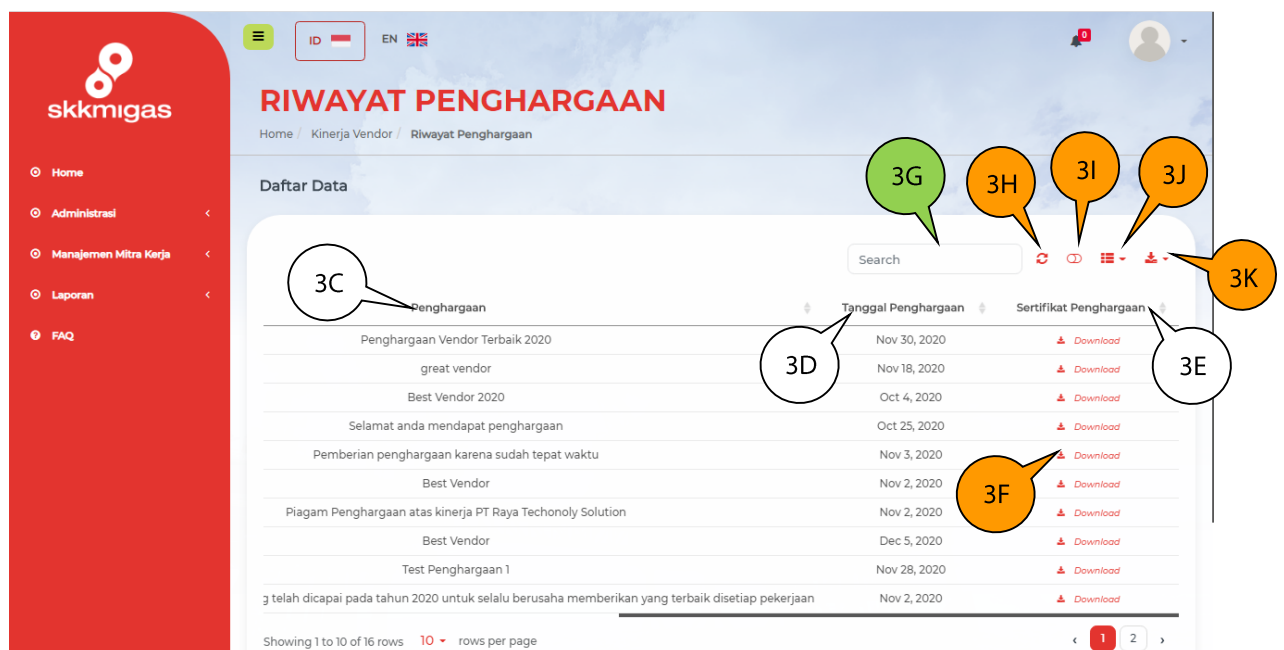 skkmigas
ID EN 0
RIWAYAT PENGHARGAAN
Home / Kinerja Vendor / Riwayat Penghargaan
Home
Administrasi
Manajemen Mitra Kerja
Laporan
FAQ
Daftar Data
3G 3H 3I 3J
Search
3K
3C
Penghargaan Tanggal Penghargaan Sertifikat Penghargaan
3D 3E
Penghargaan Vendor Terbaik 2020 Nov 30, 2020 Download
great vendor Nov 18, 2020 Download
Best Vendor 2020 Oct 4, 2020 Download
Selamat anda mendapat penghargaan Oct 25, 2020 Download
Pemberian penghargaan karena sudah tepat waktu Nov 3, 2020 Download
Best Vendor Nov 2, 2020 Download
3F
Piagam Penghargaan atas kinerja PT Raya Techonoly Solution Nov 2, 2020 Download
Best Vendor Dec 5, 2020 Download
Test Penghargaan 1 Nov 28, 2020 Download
g telah dicapai pada tahun 2020 untuk selalu berusaha memberikan yang terbaik disetiap pekerjaan Nov 2, 2020 Download
Showing 1 to 10 of 16 rows 10 rows per page ‹ 1 2 ›